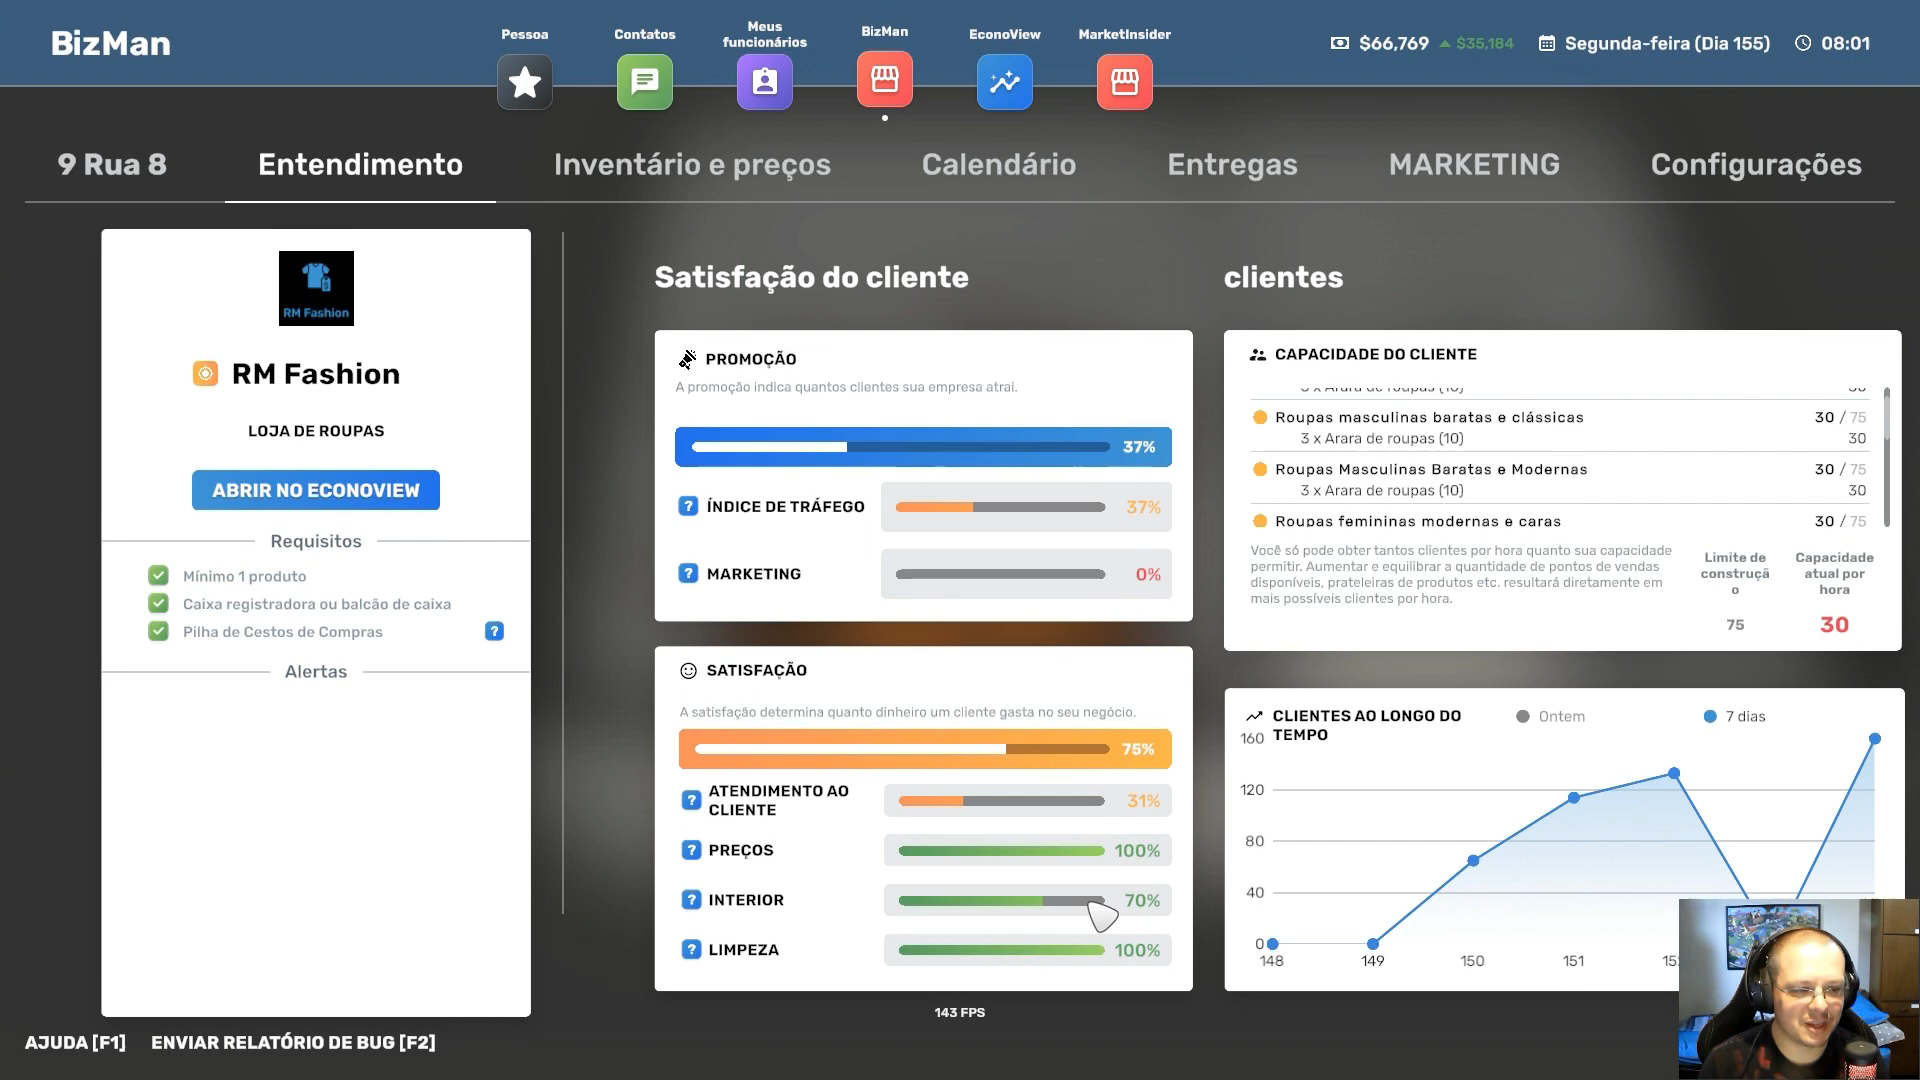 BizMan
Pessoa
Contatos
Meus
funcionários
BizMan
EconoView
MarketInsider
$66,769
$35,184
Segunda-feira (Dia 155)
08:01
9 Rua 8
Entendimento
Inventário e preços
Calendário
Entregas
MARKETING
Configurações
RM Fashion
RM Fashion
LOJA DE ROUPAS
ABRIR NO ECONOVIEW
Requisitos
Mínimo 1 produto
Caixa registradora ou balcão de caixa
Pilha de Cestos de Compras
?
Alertas
Satisfação do cliente
PROMOÇÃO
A promoção indica quantos clientes sua empresa atrai.
37%
? ÍNDICE DE TRÁFEGO
37%
? MARKETING
0%
SATISFAÇÃO
A satisfação determina quanto dinheiro um cliente gasta no seu negócio.
75%
? ATENDIMENTO AO
CLIENTE
31%
? PREÇOS
100%
? INTERIOR
70%
? LIMPEZA
100%
clientes
CAPACIDADE DO CLIENTE
3 x Arara de roupas (10) 30
Roupas masculinas baratas e clássicas 30 / 75
3 x Arara de roupas (10) 30
Roupas Masculinas Baratas e Modernas 30 / 75
3 x Arara de roupas (10) 30
Roupas femininas modernas e caras 30 / 75
Você só pode obter tantos clientes por hora quanto sua capacidade
permitir. Aumentar e equilibrar a quantidade de pontos de vendas
disponíveis, prateleiras de produtos etc. resultará diretamente em
mais possíveis clientes por hora.
Limite de
construçã
o
75
Capacidade
atual por
hora
30
CLIENTES AO LONGO DO
TEMPO
Ontem
7 dias
160
120
80
40
0
148
149
150
151
143 FPS
AJUDA [F1]
ENVIAR RELATÓRIO DE BUG [F2]